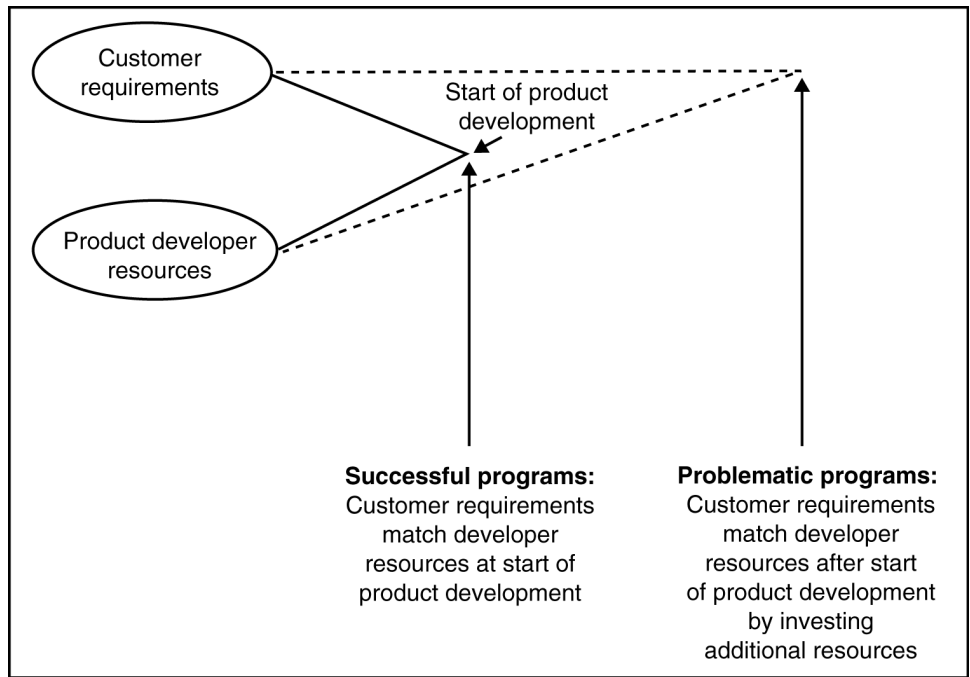 Customer
requirements
Start of product
development
Product developer
resources
Successful programs:
Customer requirements
match developer
resources at start of
product development
Problematic programs:
Customer requirements
match developer
resources after start
of product development
by investing
additional resources